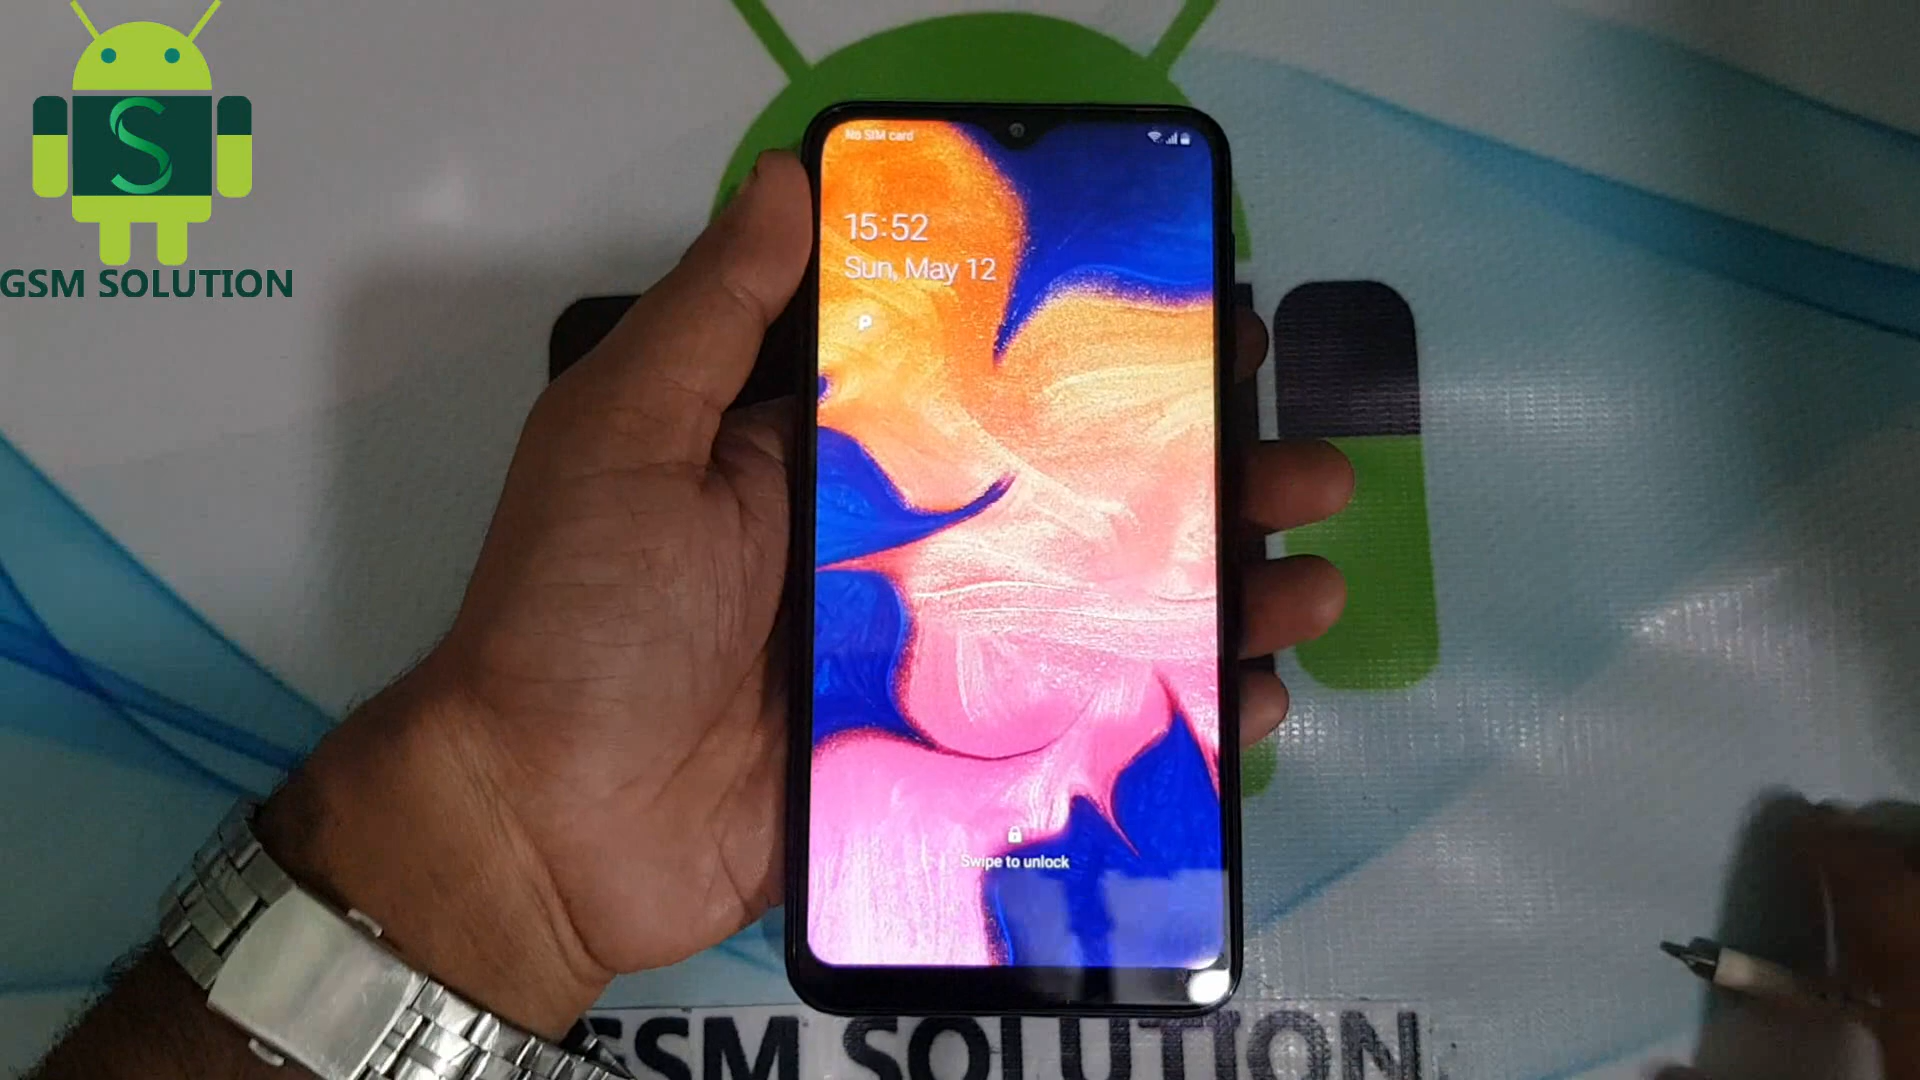 S
GSM SOLUTION
No SIM card
15:52
Sun, May 12
P
Swipe to unlock
GSM SOLUTION